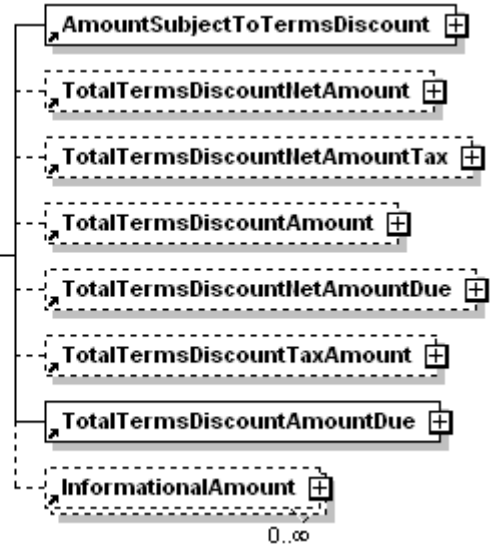 AmountSubjectToTermsDiscount
TotalTermsDiscountNetAmount
TotalTermsDiscountNetAmountTax
TotalTermsDiscountAmount
TotalTermsDiscountNetAmountDue
TotalTermsDiscountTaxAmount
TotalTermsDiscountAmountDue
InformationalAmount
0..∞